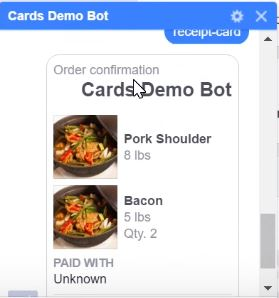 Cards Demo Bot
receipt-card
Order confirmation
Cards Demo Bot
Pork Shoulder
8 lbs
Bacon
5 lbs
Qty. 2
PAID WITH
Unknown